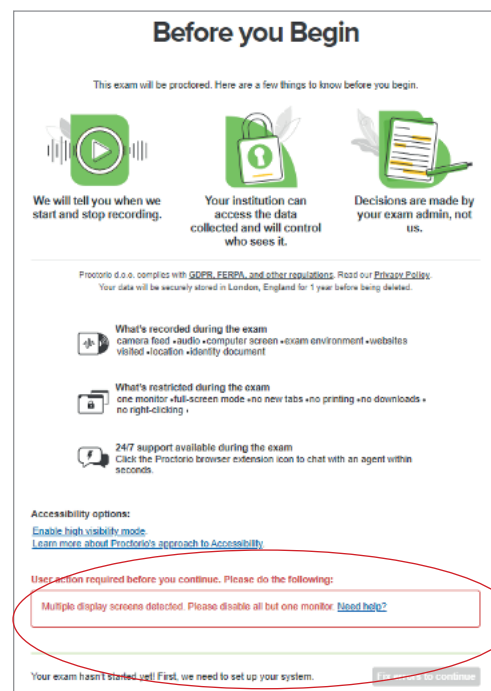 Before you Begin
This exam will be proctored. Here are a few things to know before you begin.
We will tell you when we
start and stop recording.
Your institution can
access the data
collected and will control
who sees it.
Decisions are made by
your exam admin, not
us.
Proctorio d.o.o. complies with GDPR, FERPA, and other regulations. Read our Privacy Policy.
Your data will be securely stored in London, England for 1 year before being deleted.
What's recorded during the exam
camera feed •audio •computer screen •exam environment •websites
visited •location •identity document
What's restricted during the exam
one monitor •full-screen mode •no new tabs •no printing •no downloads •
no right-clicking •
24/7 support available during the exam
Click the Proctorio browser extension icon to chat with an agent within
seconds.
Accessibility options:
Enable high visibility mode.
Learn more about Proctorio's approach to Accessibility
User action required before you continue. Please do the following:
Multiple display screens detected. Please disable all but one monitor. Need help?
Your exam hasn't started yet! First, we need to set up your system.
Fix errors to continue